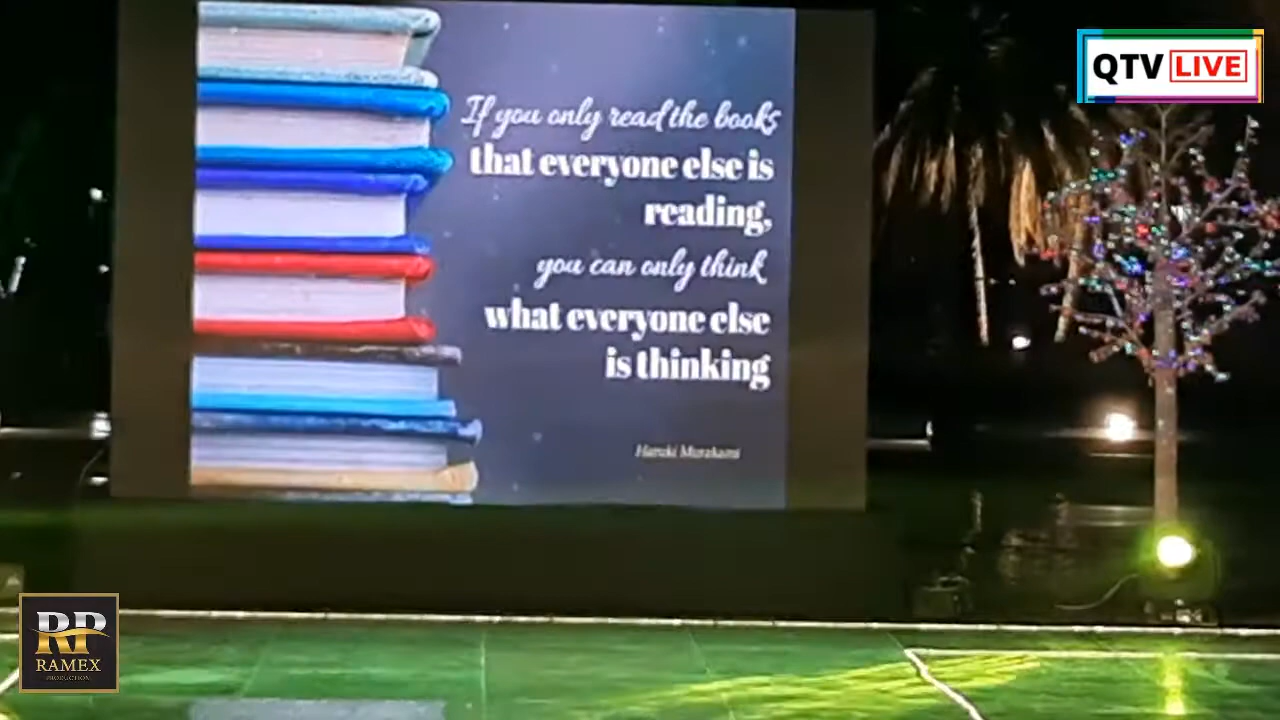 QTV LIVE
If you only read the books
that everyone else is
reading,
you can only think
what everyone else
is thinking
Haruki Murakami
RP
RAMEX
PRODUCTION